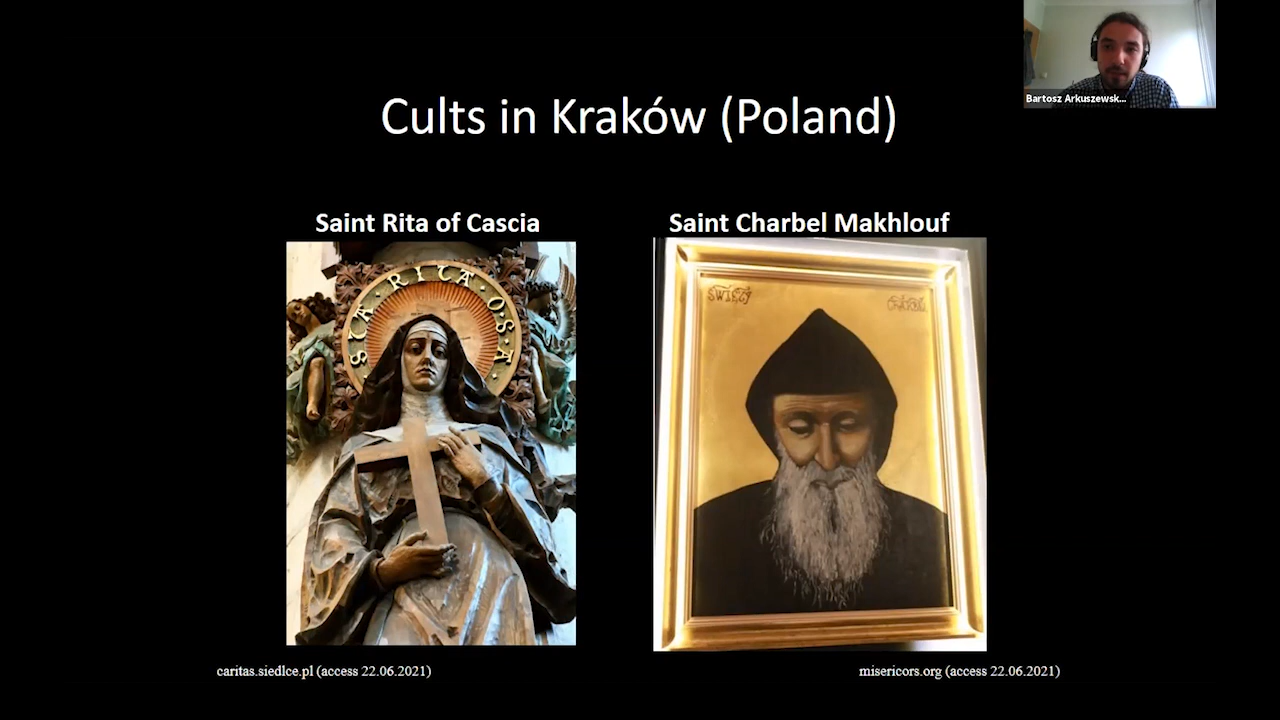 Cults in Kraków (Poland)
Bartosz Arkuszewsk...
Saint Rita of Cascia
Saint Charbel Makhlouf
STA · RITA · O · S · A ·
ŚWIĘTY
caritas.siedlce.pl (access 22.06.2021)
misericors.org (access 22.06.2021)